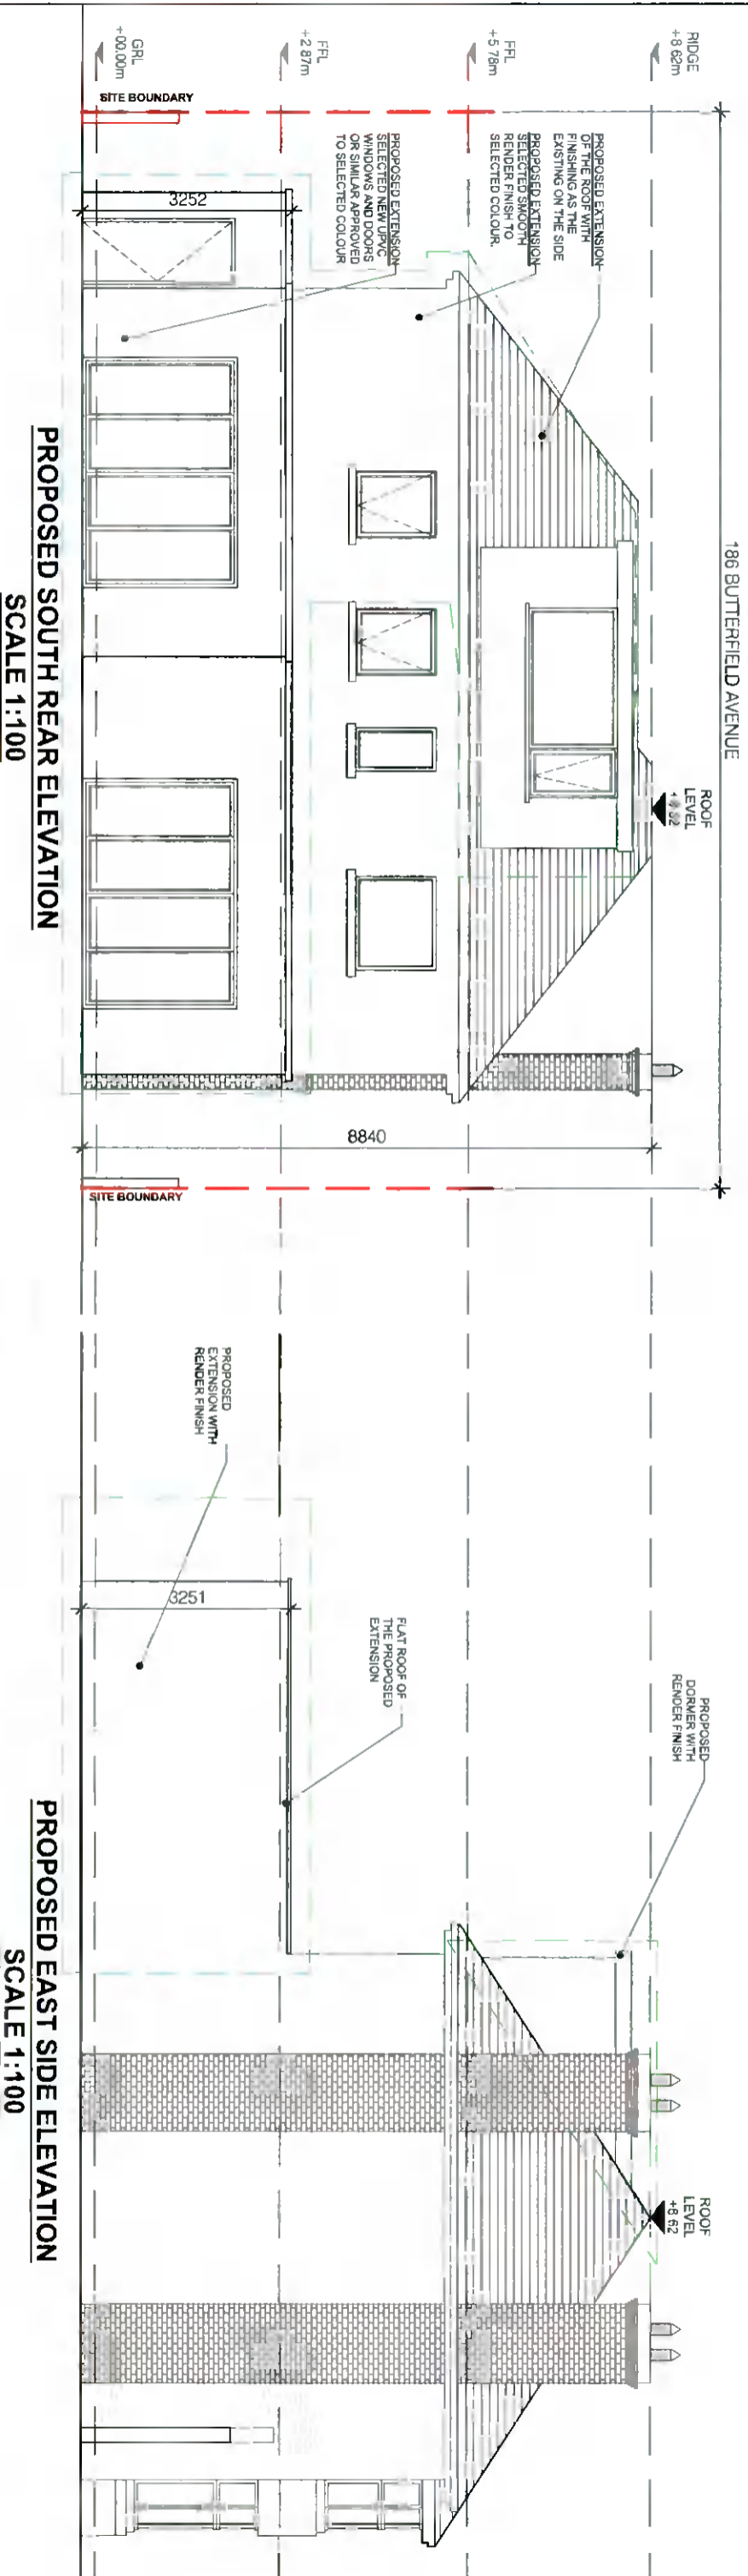 186 BUTTERFIELD AVENUE
RIDGE
+8 62m
FFL
+5 78m
FFL
+2 87m
GRL
+00.00m
SITE BOUNDARY
PROPOSED EXTENSION
OF THE ROOF WITH
FINISHING AS THE
EXISTING ON THE SIDE
PROPOSED EXTENSION
SELECTED SMOOTH
RENDER FINISH TO
SELECTED COLOUR.
PROPOSED EXTENSION
SELECTED NEW UPVC
WINDOWS AND DOORS
OR SIMILAR APPROVED
TO SELECTED COLOUR
3252
ROOF
LEVEL
8840
SITE BOUNDARY
PROPOSED SOUTH REAR ELEVATION
SCALE 1:100
PROPOSED
DORMER WITH
RENDER FINISH
ROOF
LEVEL
+8 62
FLAT ROOF OF
THE PROPOSED
EXTENSION
PROPOSED
EXTENSION WITH
RENDER FINISH
3251
PROPOSED EAST SIDE ELEVATION
SCALE 1:100